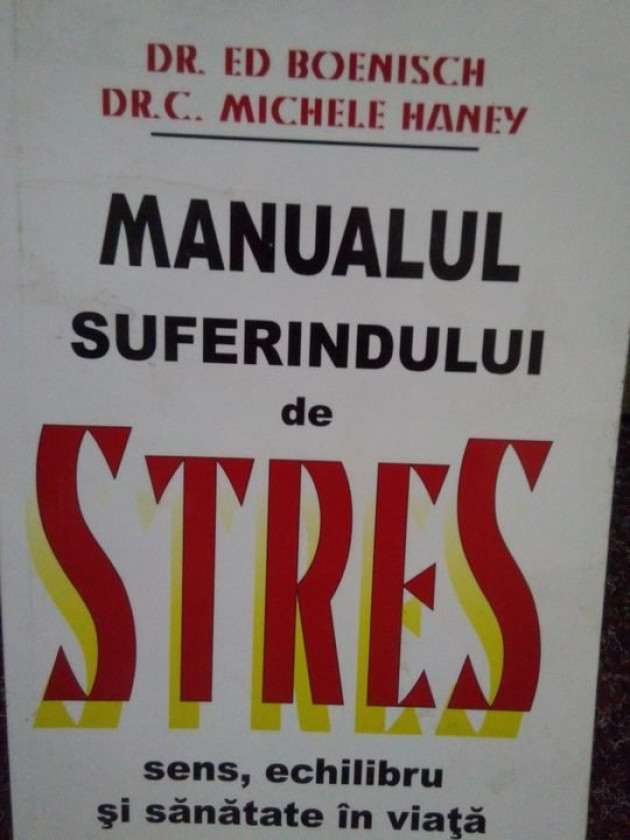 DR. ED BOENISCH
DR.C. MICHELE HANEY
MANUALUL
SUFERINDULUI
de
STRES
sens, echilibru
şi sănătate în viaţă